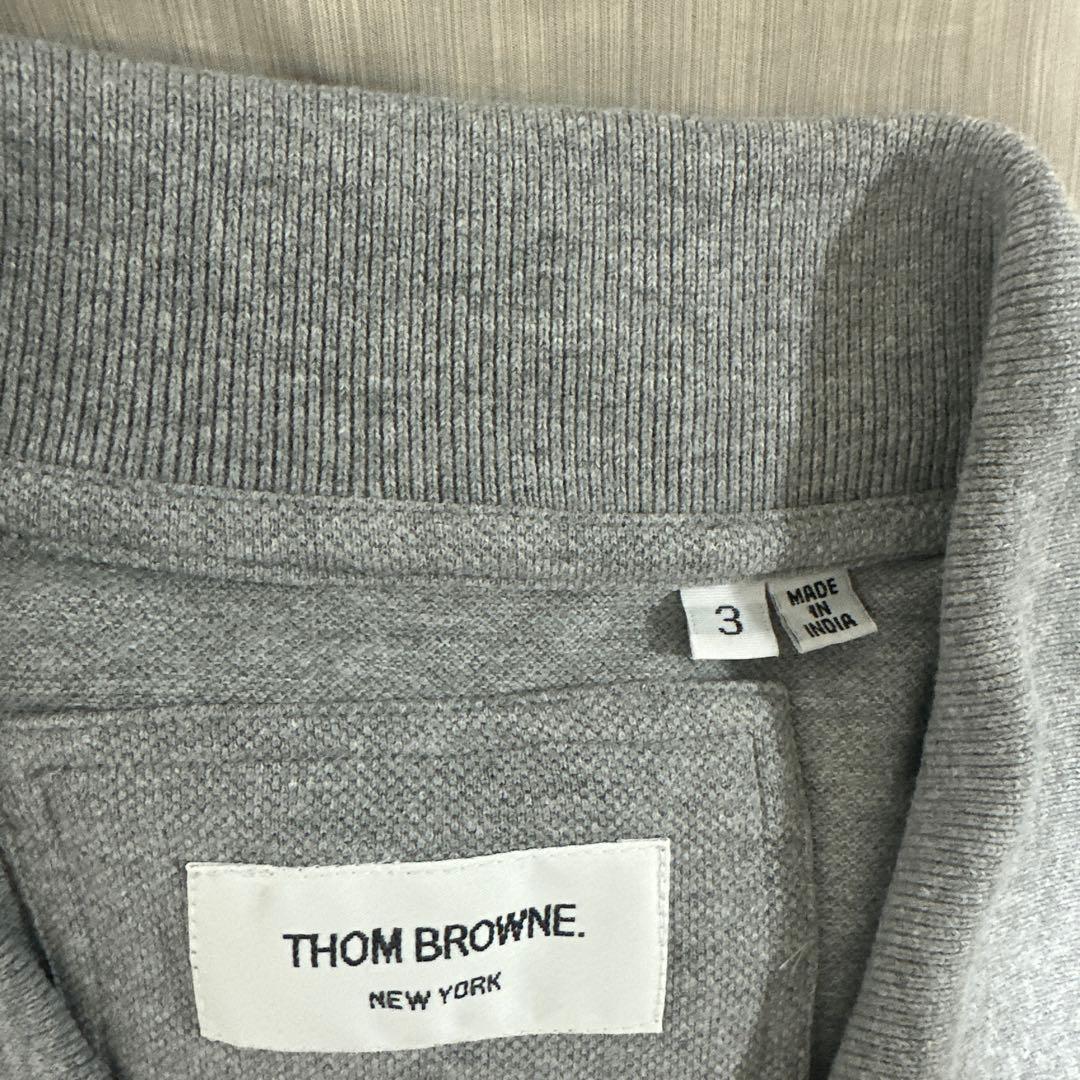 3
MADE
IN
INDIA
THOM BROWNE.
NEW YORK